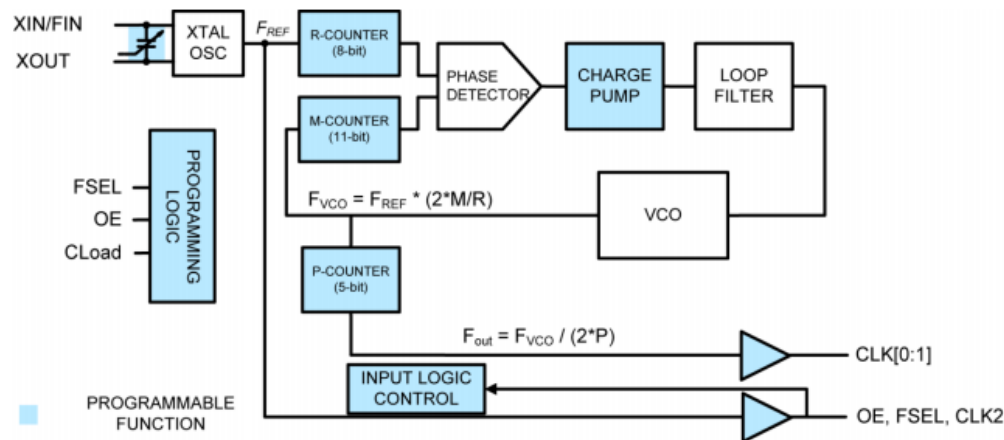 XIN/FIN
XOUT
XTAL
OSC
FREF
R-COUNTER
(8-bit)
M-COUNTER
(11-bit)
PHASE
DETECTOR
CHARGE
PUMP
LOOP
FILTER
FSEL
OE
CLoad
PROGRAMMING
LOGIC
FVCO = FREF * (2*M/R)
VCO
P-COUNTER
(5-bit)
Fout = FVCO / (2*P)
CLK[0:1]
INPUT LOGIC
CONTROL
OE, FSEL, CLK2
PROGRAMMABLE
FUNCTION